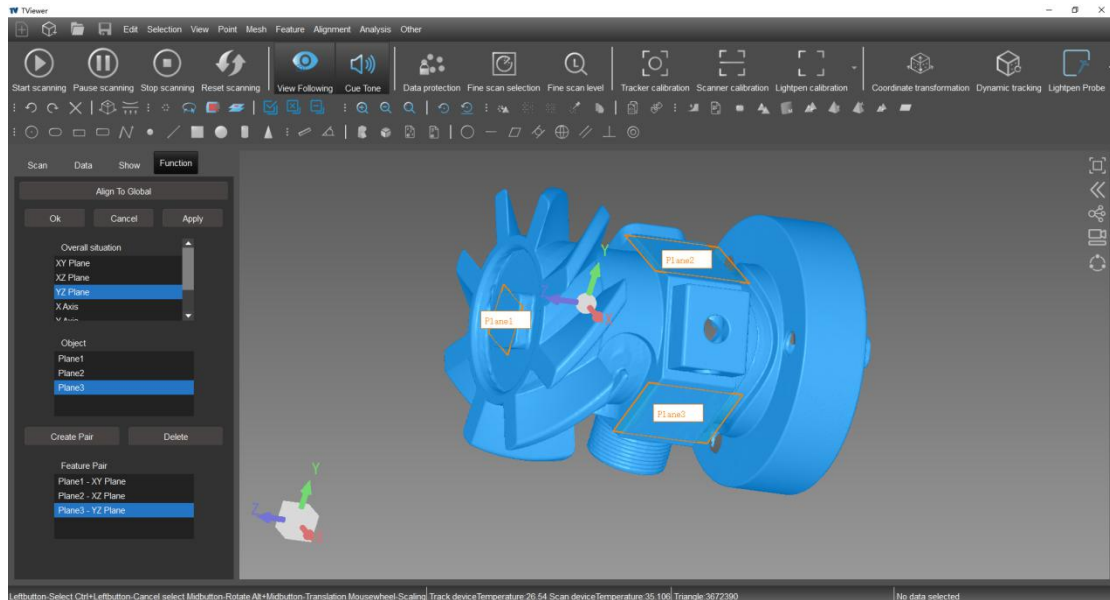 TViewer
Edit Selection View Point Mesh Feature Alignment Analysis Other
Start scanning Pause scanning Stop scanning Reset scanning View Following Cue Tone Data protection Fine scan selection Fine scan level Tracker calibration Scanner calibration Lightpen calibration Coordinate transformation Dynamic tracking Lightpen Probe
Scan Data Show Function
Align To Global
Ok Cancel Apply
Overall situation
XY Plane
XZ Plane
YZ Plane
X Axis
Y Axis
Object
Plane1
Plane2
Plane3
Create Pair Delete
Feature Pair
Plane1 - XY Plane
Plane2 - XZ Plane
Plane3 - YZ Plane
Y
Plane2
Plane1
Plane3
Y
Z
Leftbutton-Select Ctrl+Leftbutton-Cancel select Midbutton-Rotate Alt+Midbutton-Translation Mousewheel-Scaling Track deviceTemperature:26.54 Scan deviceTemperature:35.106 Triangle:3672390 No data selected